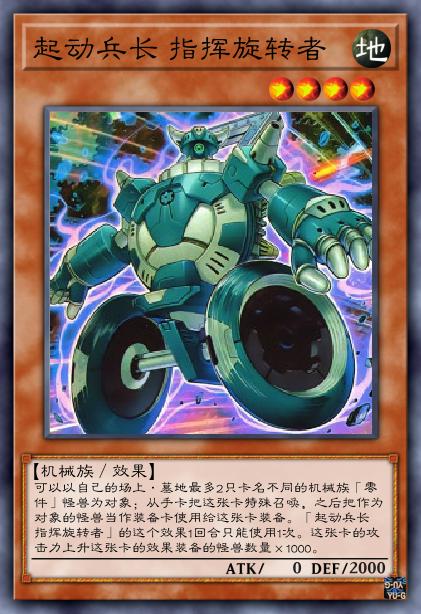 起动兵长 指挥旋转者
地
【机械族 / 效果】
可以以自己的场上·墓地最多2只卡名不同的机械族「零
件」怪兽为对象；从手卡把这张卡特殊召唤，之后把作为
对象的怪兽当作装备卡使用给这张卡装备。「起动兵长
指挥旋转者」的这个效果1回合只能使用1次。这张卡的攻
击力上升这张卡的效果装备的怪兽数量×1000。
ATK/ 0 DEF/2000